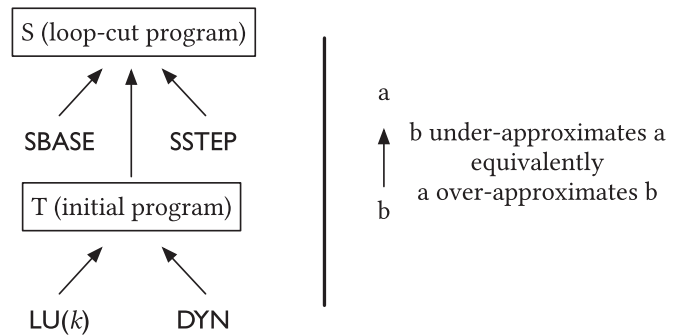 S (loop-cut program)
SBASE
SSTEP
T (initial program)
LU(k)
DYN
a
b under-approximates a
equivalently
a over-approximates b
b